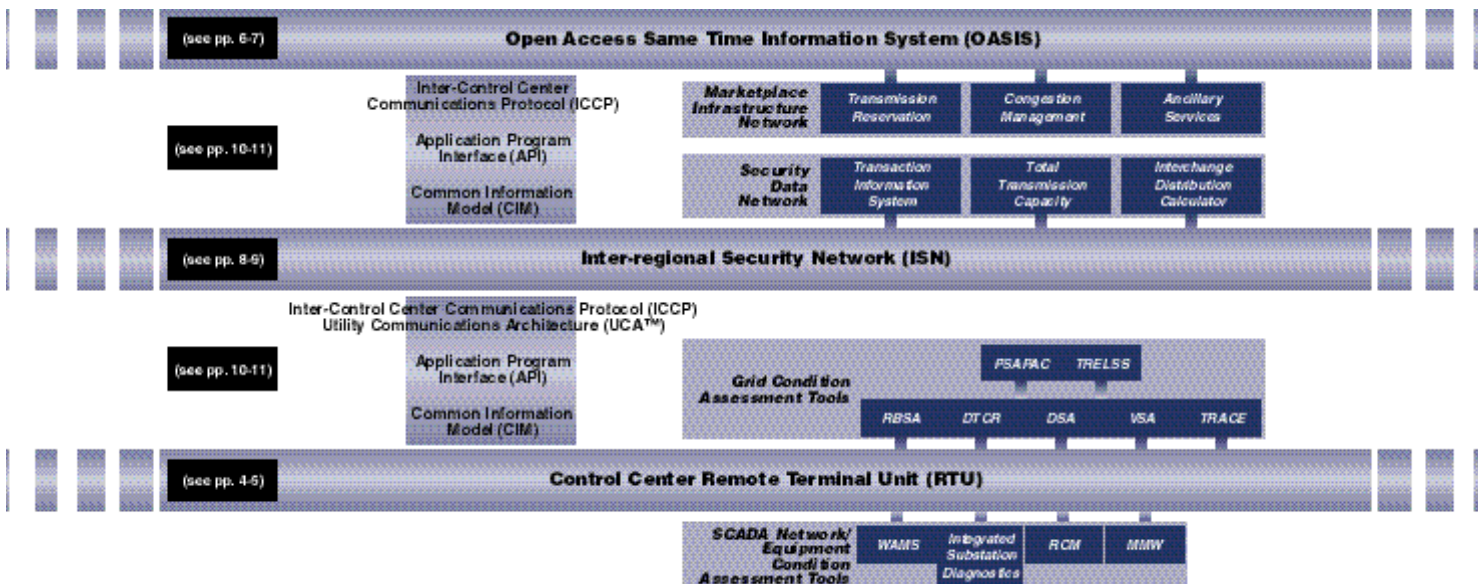 (see pp. 6-7)
Open Access Same Time Information System (OASIS)
Inter-Control Center
Communications Protocol (ICCP)
Application Program
Interface (API)
Common Information
Model (CIM)
(see pp. 10-11)
Marketplace
Infrastructure
Network
Transmission
Reservation
Congestion
Management
Ancillary
Services
Security
Data
Network
Transaction
Information
System
Total
Transmission
Capacity
Interchange
Distribution
Calculator
(see pp. 8-9)
Inter-regional Security Network (ISN)
Inter-Control Center Communications Protocol (ICCP)
Utility Communications Architecture (UCA™)
Application Program
Interface (API)
Common Information
Model (CIM)
(see pp. 10-11)
Grid Condition
Assessment Tools
PSAPAC
TRELSS
RBSA
DTCR
DSA
VSA
TRACE
(see pp. 4-5)
Control Center Remote Terminal Unit (RTU)
SCADA Network/
Equipment
Condition
Assessment Tools
WAMS
Integrated
Substation
Diagnostics
RCM
MMW